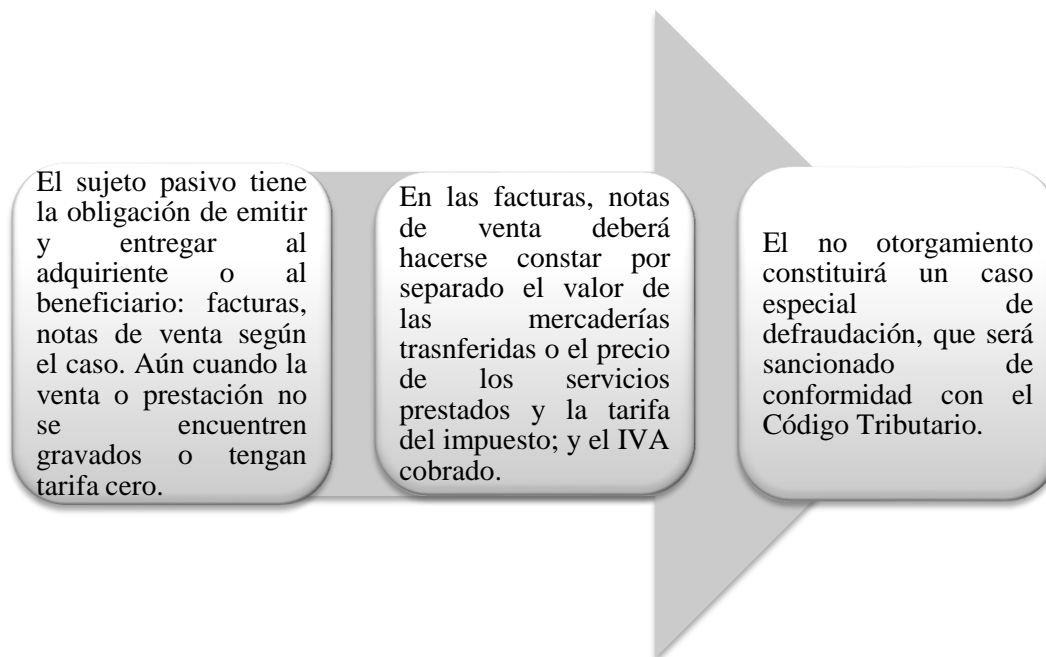 El sujeto pasivo tiene
la obligación de emitir
y entregar al
adquiriente o al
beneficiario: facturas,
notas de venta según
el caso. Aún cuando la
venta o prestación no
se encuentren
gravados o tengan
tarifa cero.
En las facturas, notas
de venta deberá
hacerse constar por
separado el valor de
las mercaderías
trasnferidas o el precio
de los servicios
prestados y la tarifa
del impuesto; y el IVA
cobrado.
El no otorgamiento
constituirá un caso
especial de
defraudación, que será
sancionado de
conformidad con el
Código Tributario.